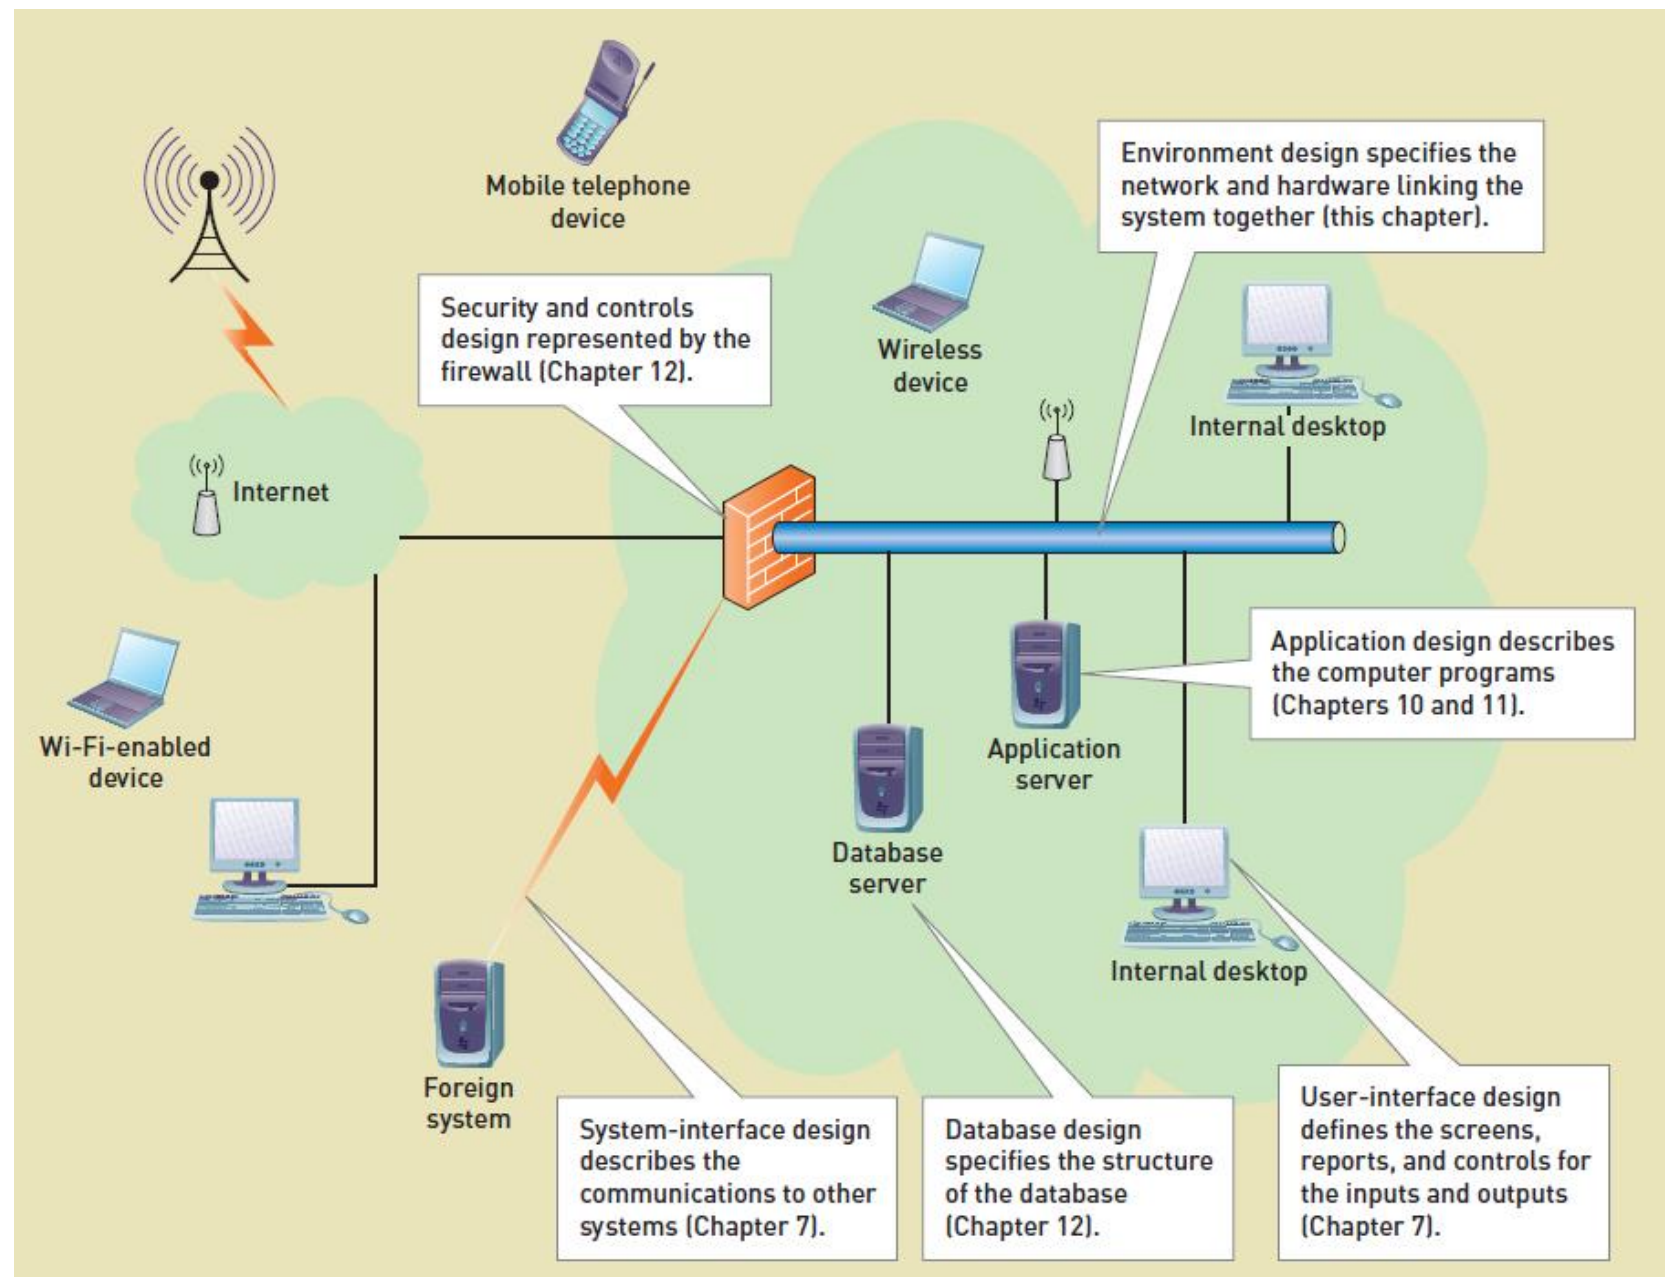 Mobile telephone
device
Environment design specifies the
network and hardware linking the
system together (this chapter).
Security and controls
design represented by the
firewall (Chapter 12).
Wireless
device
Internal desktop
Internet
Application design describes
the computer programs
(Chapters 10 and 11).
Wi-Fi-enabled
device
Application
server
Database
server
Internal desktop
Foreign
system
System-interface design
describes the
communications to other
systems (Chapter 7).
Database design
specifies the structure
of the database
(Chapter 12).
User-interface design
defines the screens,
reports, and controls for
the inputs and outputs
(Chapter 7).